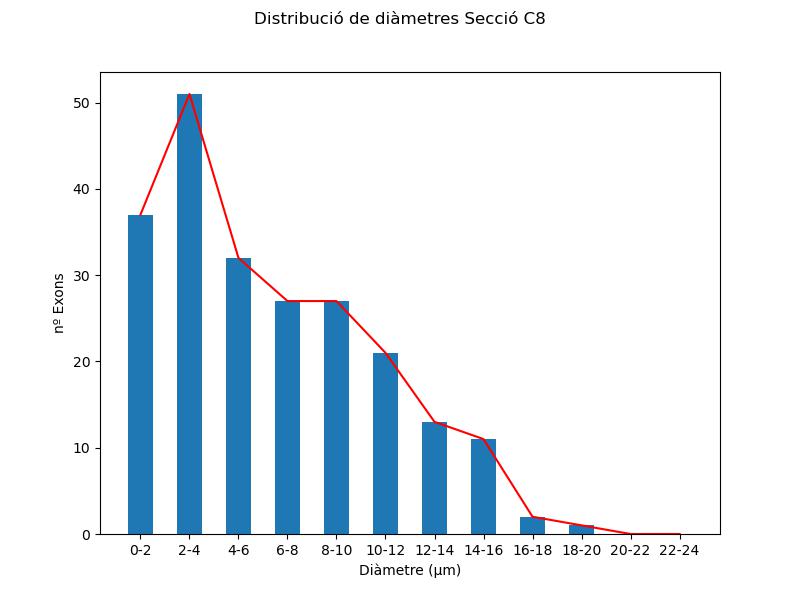 Distribució de diàmetres Secció C8
nº Exons
50
40
30
20
10
0
0-2 2-4 4-6 6-8 8-10 10-12 12-14 14-16 16-18 18-20 20-22 22-24
Diàmetre (μm)